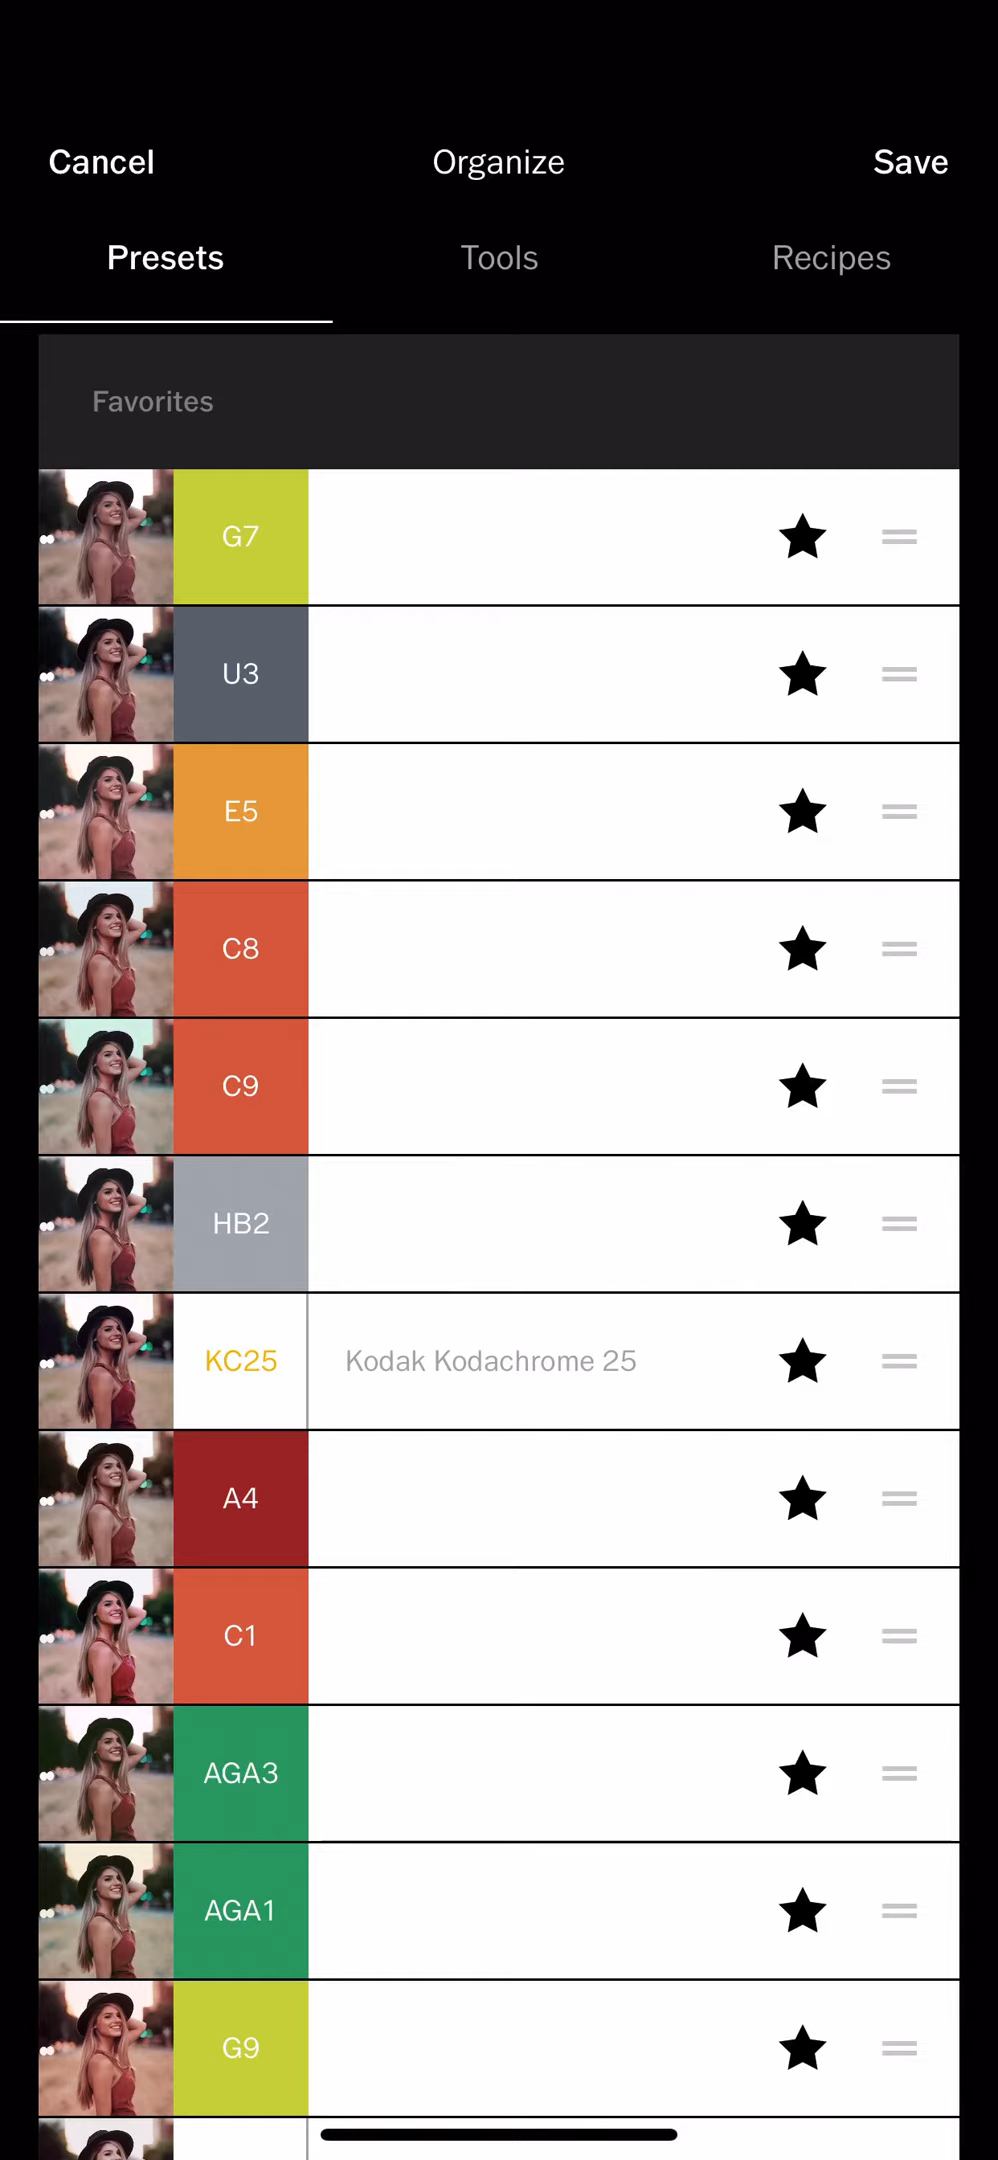 Cancel Organize Save
Presets Tools Recipes
Favorites
G7
U3
E5
C8
C9
HB2
KC25 Kodak Kodachrome 25
A4
C1
AGA3
AGA1
G9